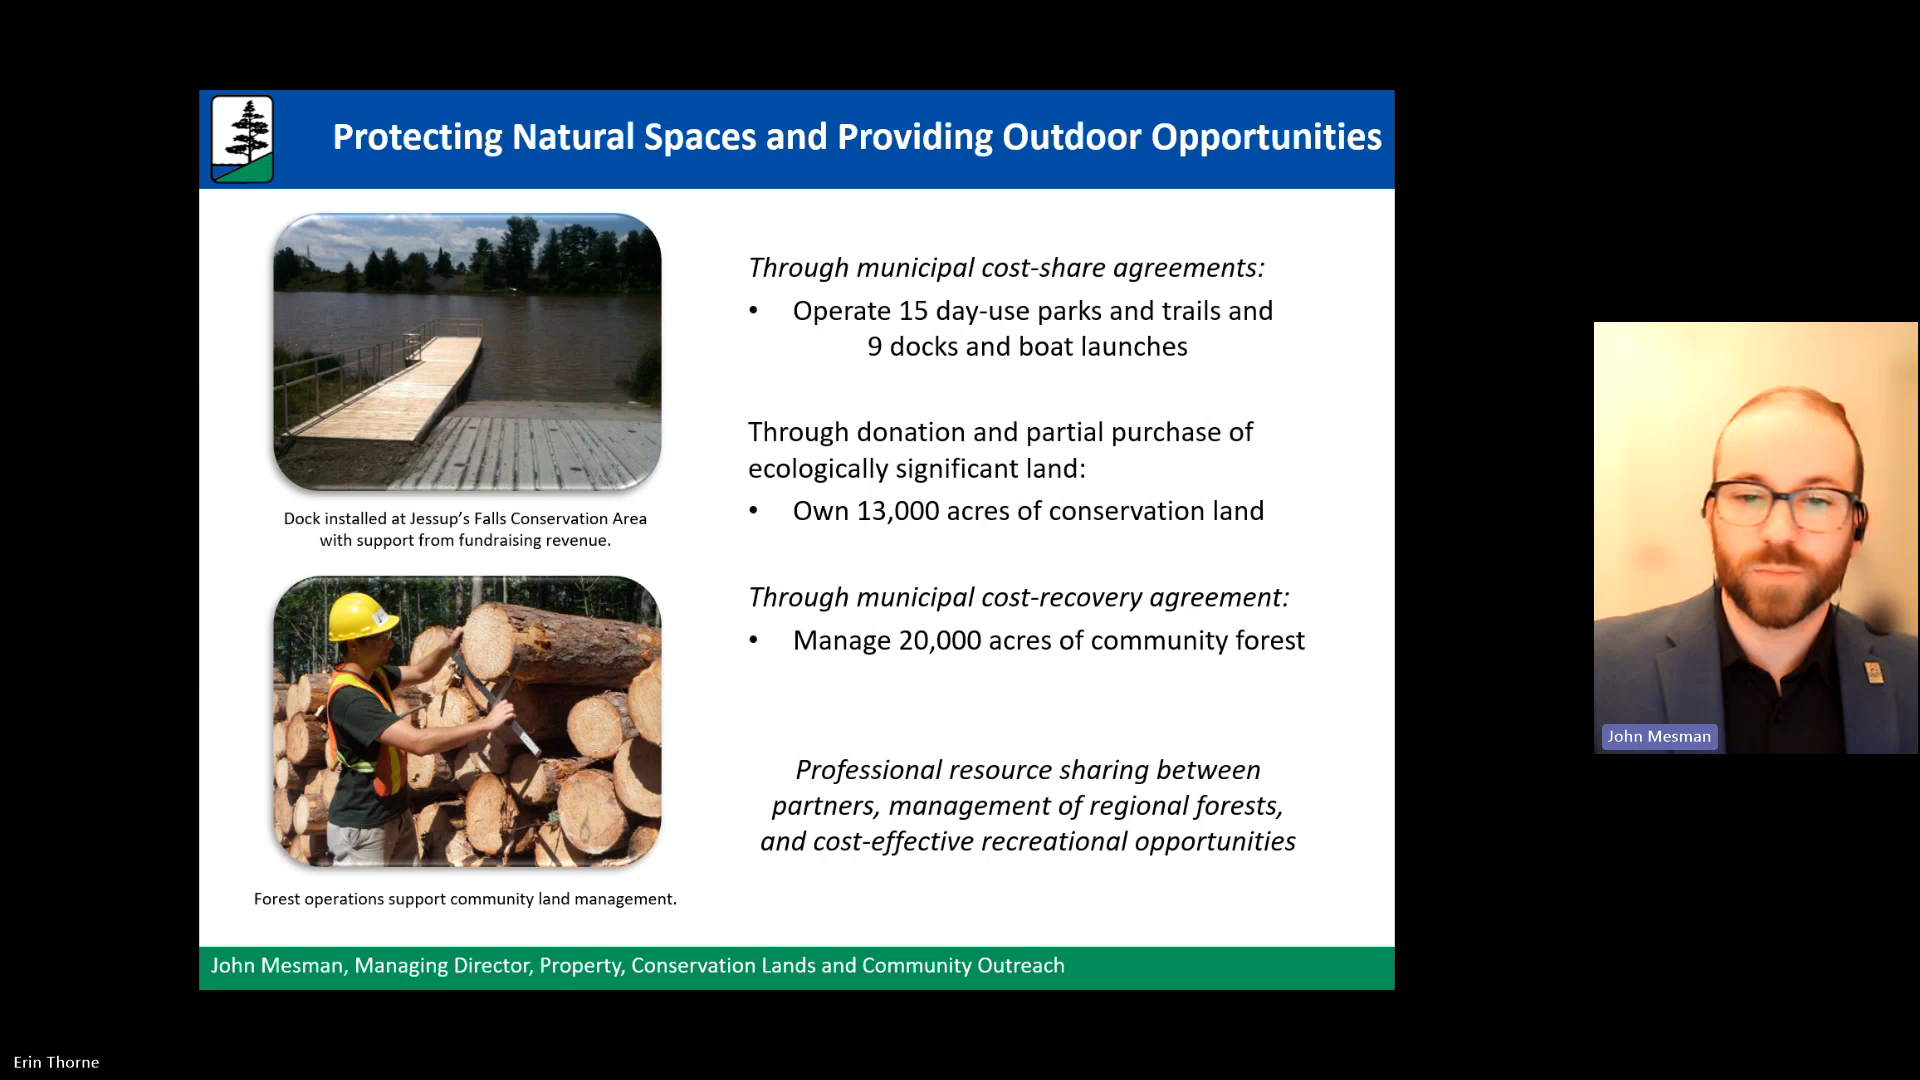 Protecting Natural Spaces and Providing Outdoor Opportunities
Dock installed at Jessup's Falls Conservation Area
with support from fundraising revenue.
Forest operations support community land management.
Through municipal cost-share agreements:
• Operate 15 day-use parks and trails and
9 docks and boat launches
Through donation and partial purchase of
ecologically significant land:
• Own 13,000 acres of conservation land
Through municipal cost-recovery agreement:
• Manage 20,000 acres of community forest
Professional resource sharing between
partners, management of regional forests,
and cost-effective recreational opportunities
John Mesman, Managing Director, Property, Conservation Lands and Community Outreach
John Mesman
Erin Thorne